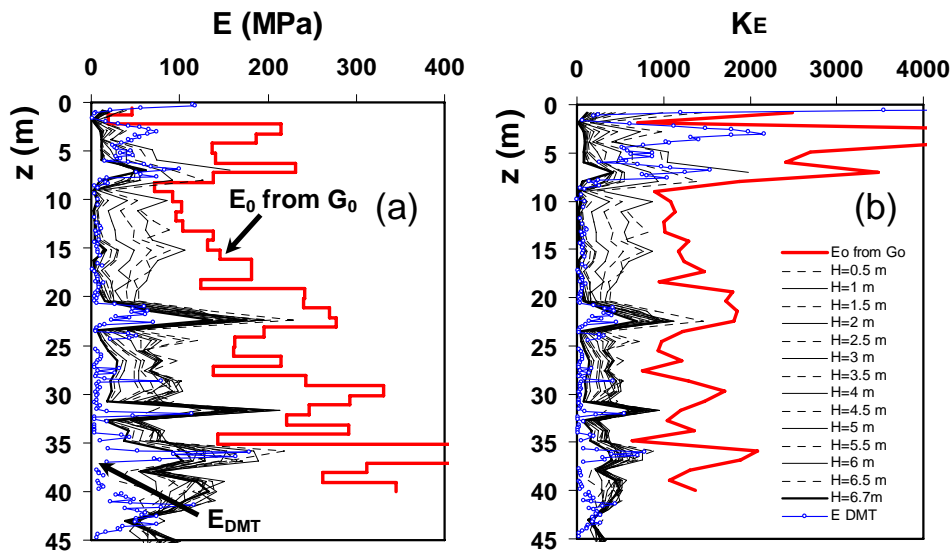 E (MPa)
0 100 200 300 400
z (m)
0
5
10
15
20
25
30
35
40
45
E0 from G0
(a)
EDMT
KE
0 1000 2000 3000 4000
z (m)
0
5
10
15
20
25
30
35
40
45
(b)
Eo from Go
H=0.5 m
H=1 m
H=1.5 m
H=2 m
H=2.5 m
H=3 m
H=3.5 m
H=4 m
H=4.5 m
H=5 m
H=5.5 m
H=6 m
H=6.5 m
H=6.7m
E DMT